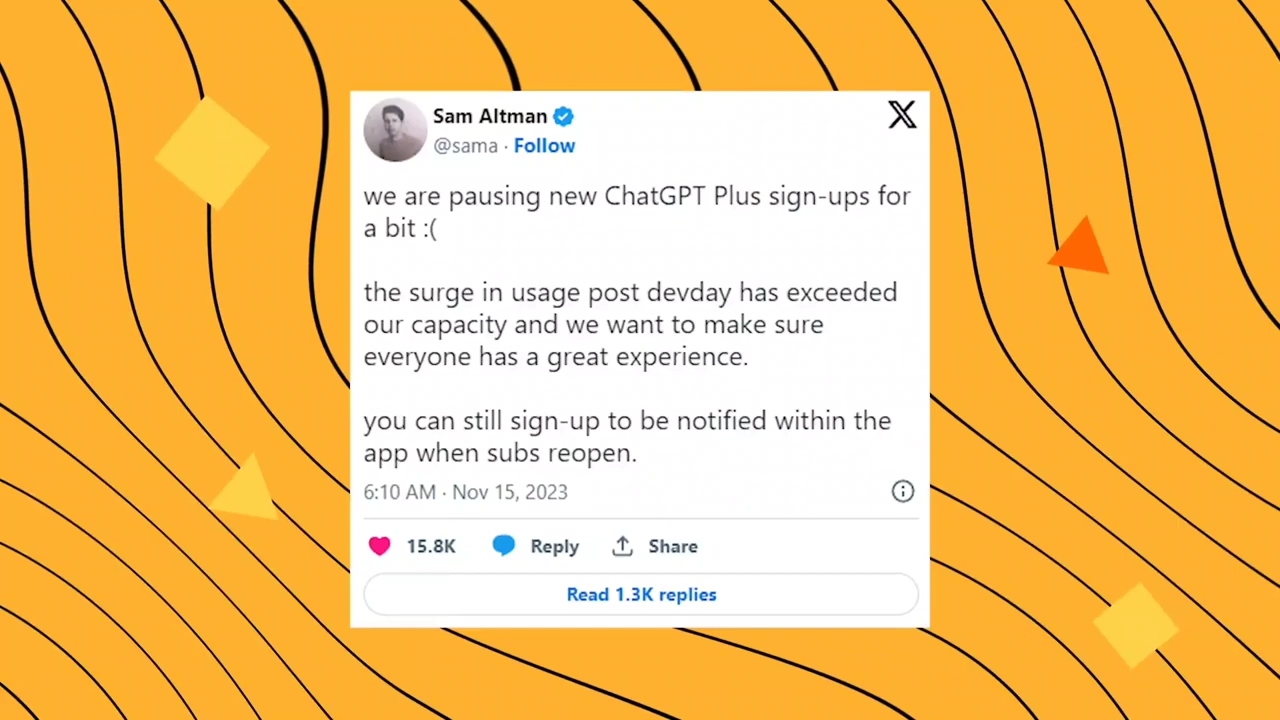 Sam Altman
@sama · Follow
we are pausing new ChatGPT Plus sign-ups for
a bit :(
the surge in usage post devday has exceeded
our capacity and we want to make sure
everyone has a great experience.
you can still sign-up to be notified within the
app when subs reopen.
6:10 AM · Nov 15, 2023
15.8K Reply Share
Read 1.3K replies